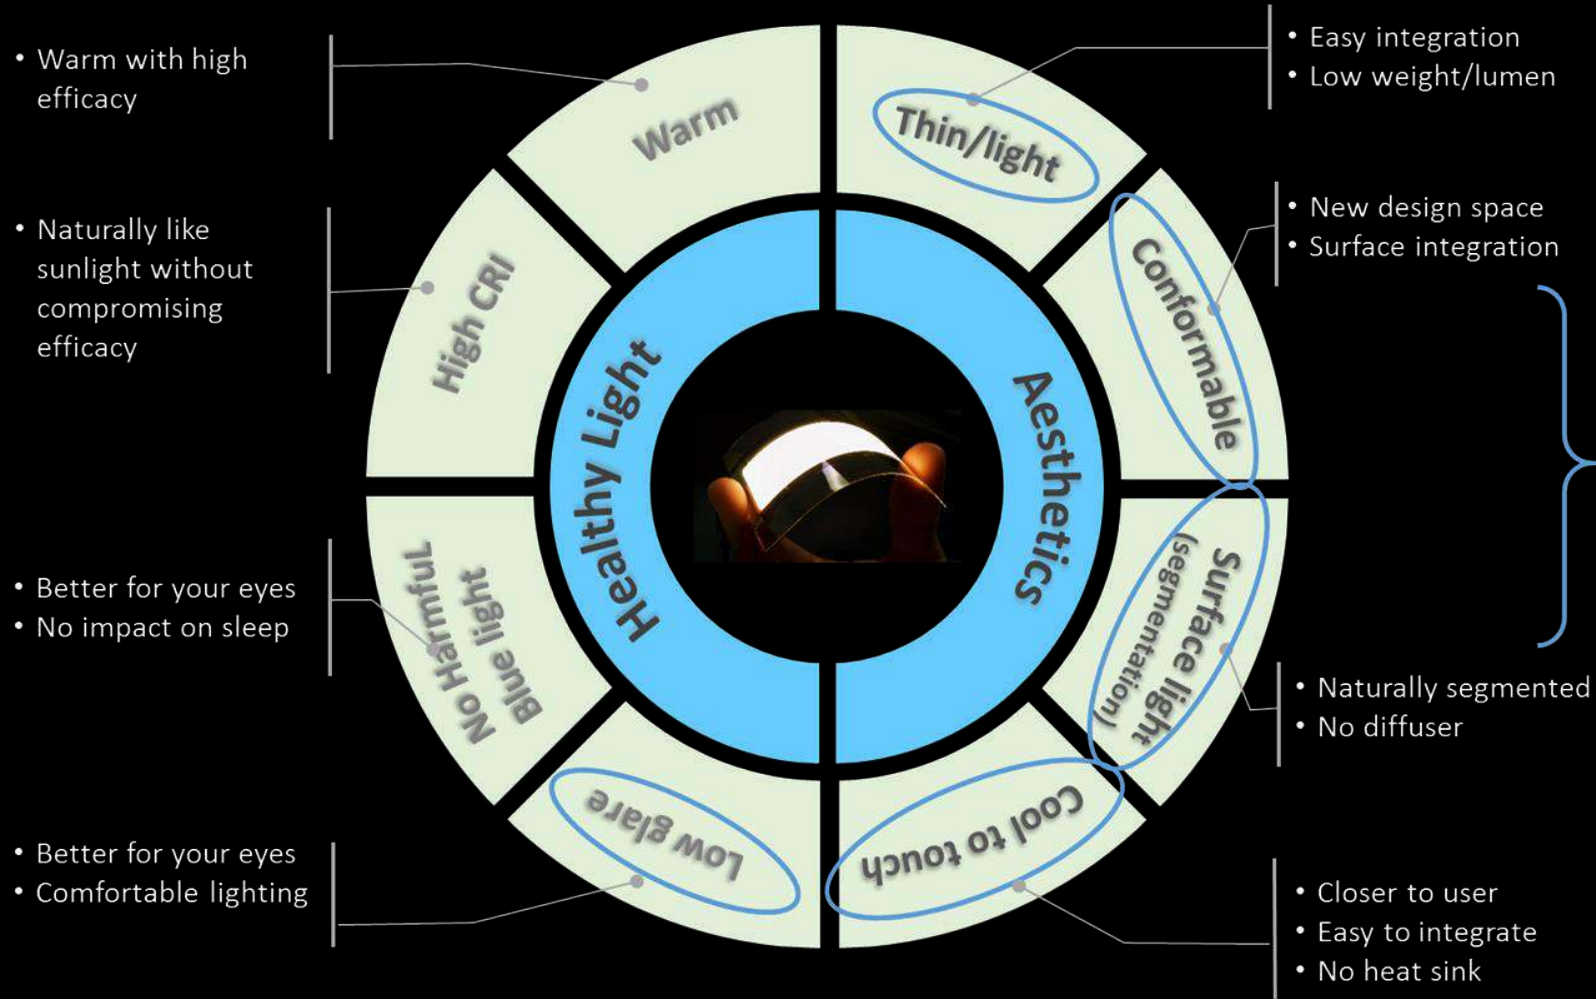 • Warm with high
efficacy
• Naturally like
sunlight without
compromising
efficacy
• Better for your eyes
• No impact on sleep
• Better for your eyes
• Comfortable lighting
Warm
High CRI
No Harmful
Blue light
Low glare
Healthy Light
Aesthetics
Thin/light
Conformable
Surface light
(segmentation)
Cool to touch
• Easy integration
• Low weight/lumen
• New design space
• Surface integration
• Naturally segmented
• No diffuser
• Closer to user
• Easy to integrate
• No heat sink